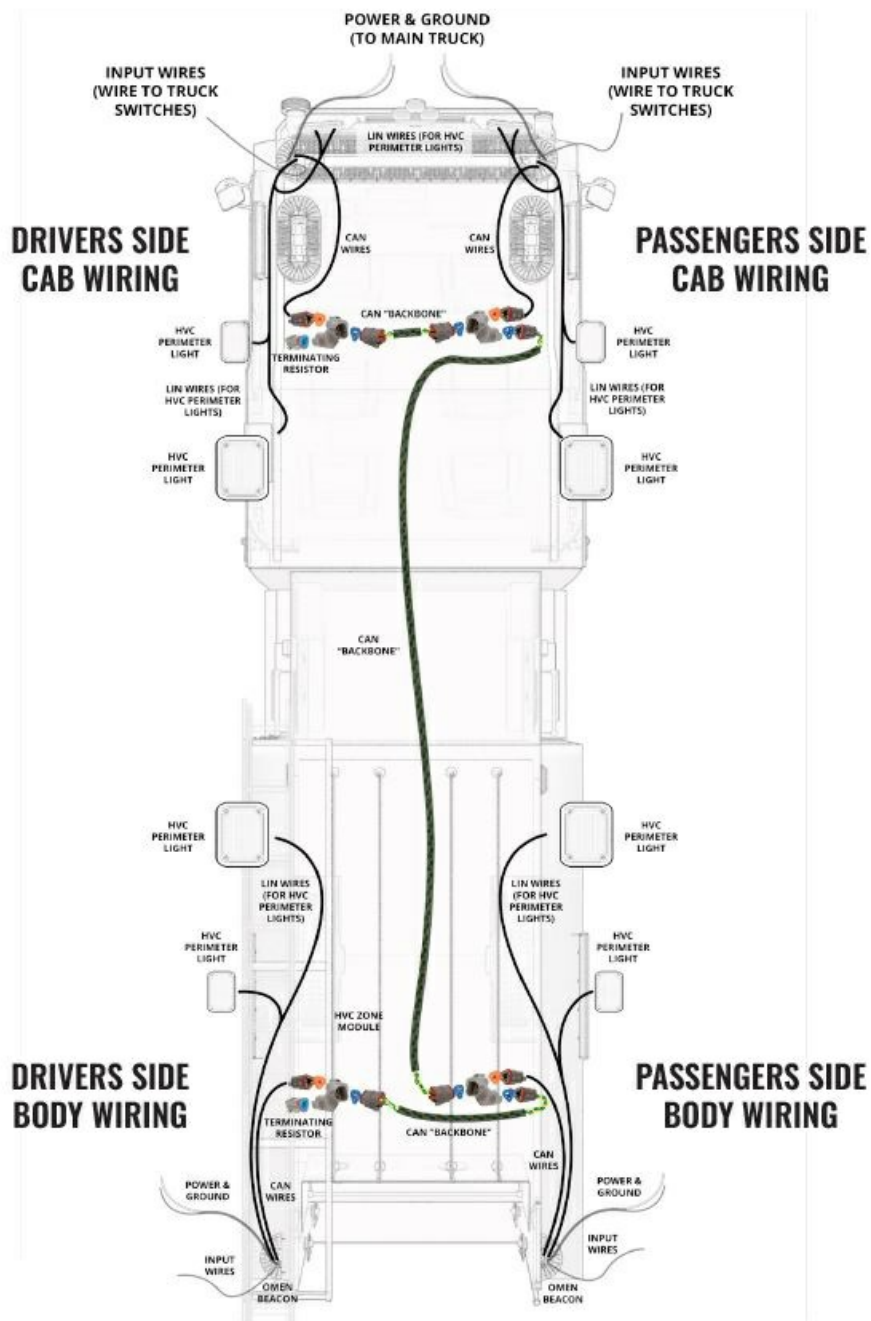 POWER & GROUND
(TO MAIN TRUCK)
INPUT WIRES
(WIRE TO TRUCK
SWITCHES)
INPUT WIRES
(WIRE TO TRUCK
SWITCHES)
LIN WIRES (FOR HVC
PERIMETER LIGHTS)
DRIVERS SIDE
CAB WIRING
CAN
WIRES
CAN
WIRES
PASSENGERS SIDE
CAB WIRING
CAN "BACKBONE"
HVC
PERIMETER
LIGHT
TERMINATING
RESISTOR
HVC
PERIMETER
LIGHT
LIN WIRES (FOR
HVC PERIMETER
LIGHTS)
LIN WIRES (FOR
HVC PERIMETER
LIGHTS)
HVC
PERIMETER
LIGHT
HVC
PERIMETER
LIGHT
CAN
"BACKBONE"
HVC
PERIMETER
LIGHT
HVC
PERIMETER
LIGHT
LIN WIRES
(FOR HVC
PERIMETER
LIGHTS)
LIN WIRES
(FOR HVC
PERIMETER
LIGHTS)
HVC
PERIMETER
LIGHT
HVC
PERIMETER
LIGHT
HVC ZONE
MODULE
DRIVERS SIDE
BODY WIRING
PASSENGERS SIDE
BODY WIRING
TERMINATING
RESISTOR
CAN "BACKBONE"
CAN
WIRES
POWER &
GROUND
CAN
WIRES
POWER &
GROUND
INPUT
WIRES
INPUT
WIRES
OMEN
BEACON
OMEN
BEACON